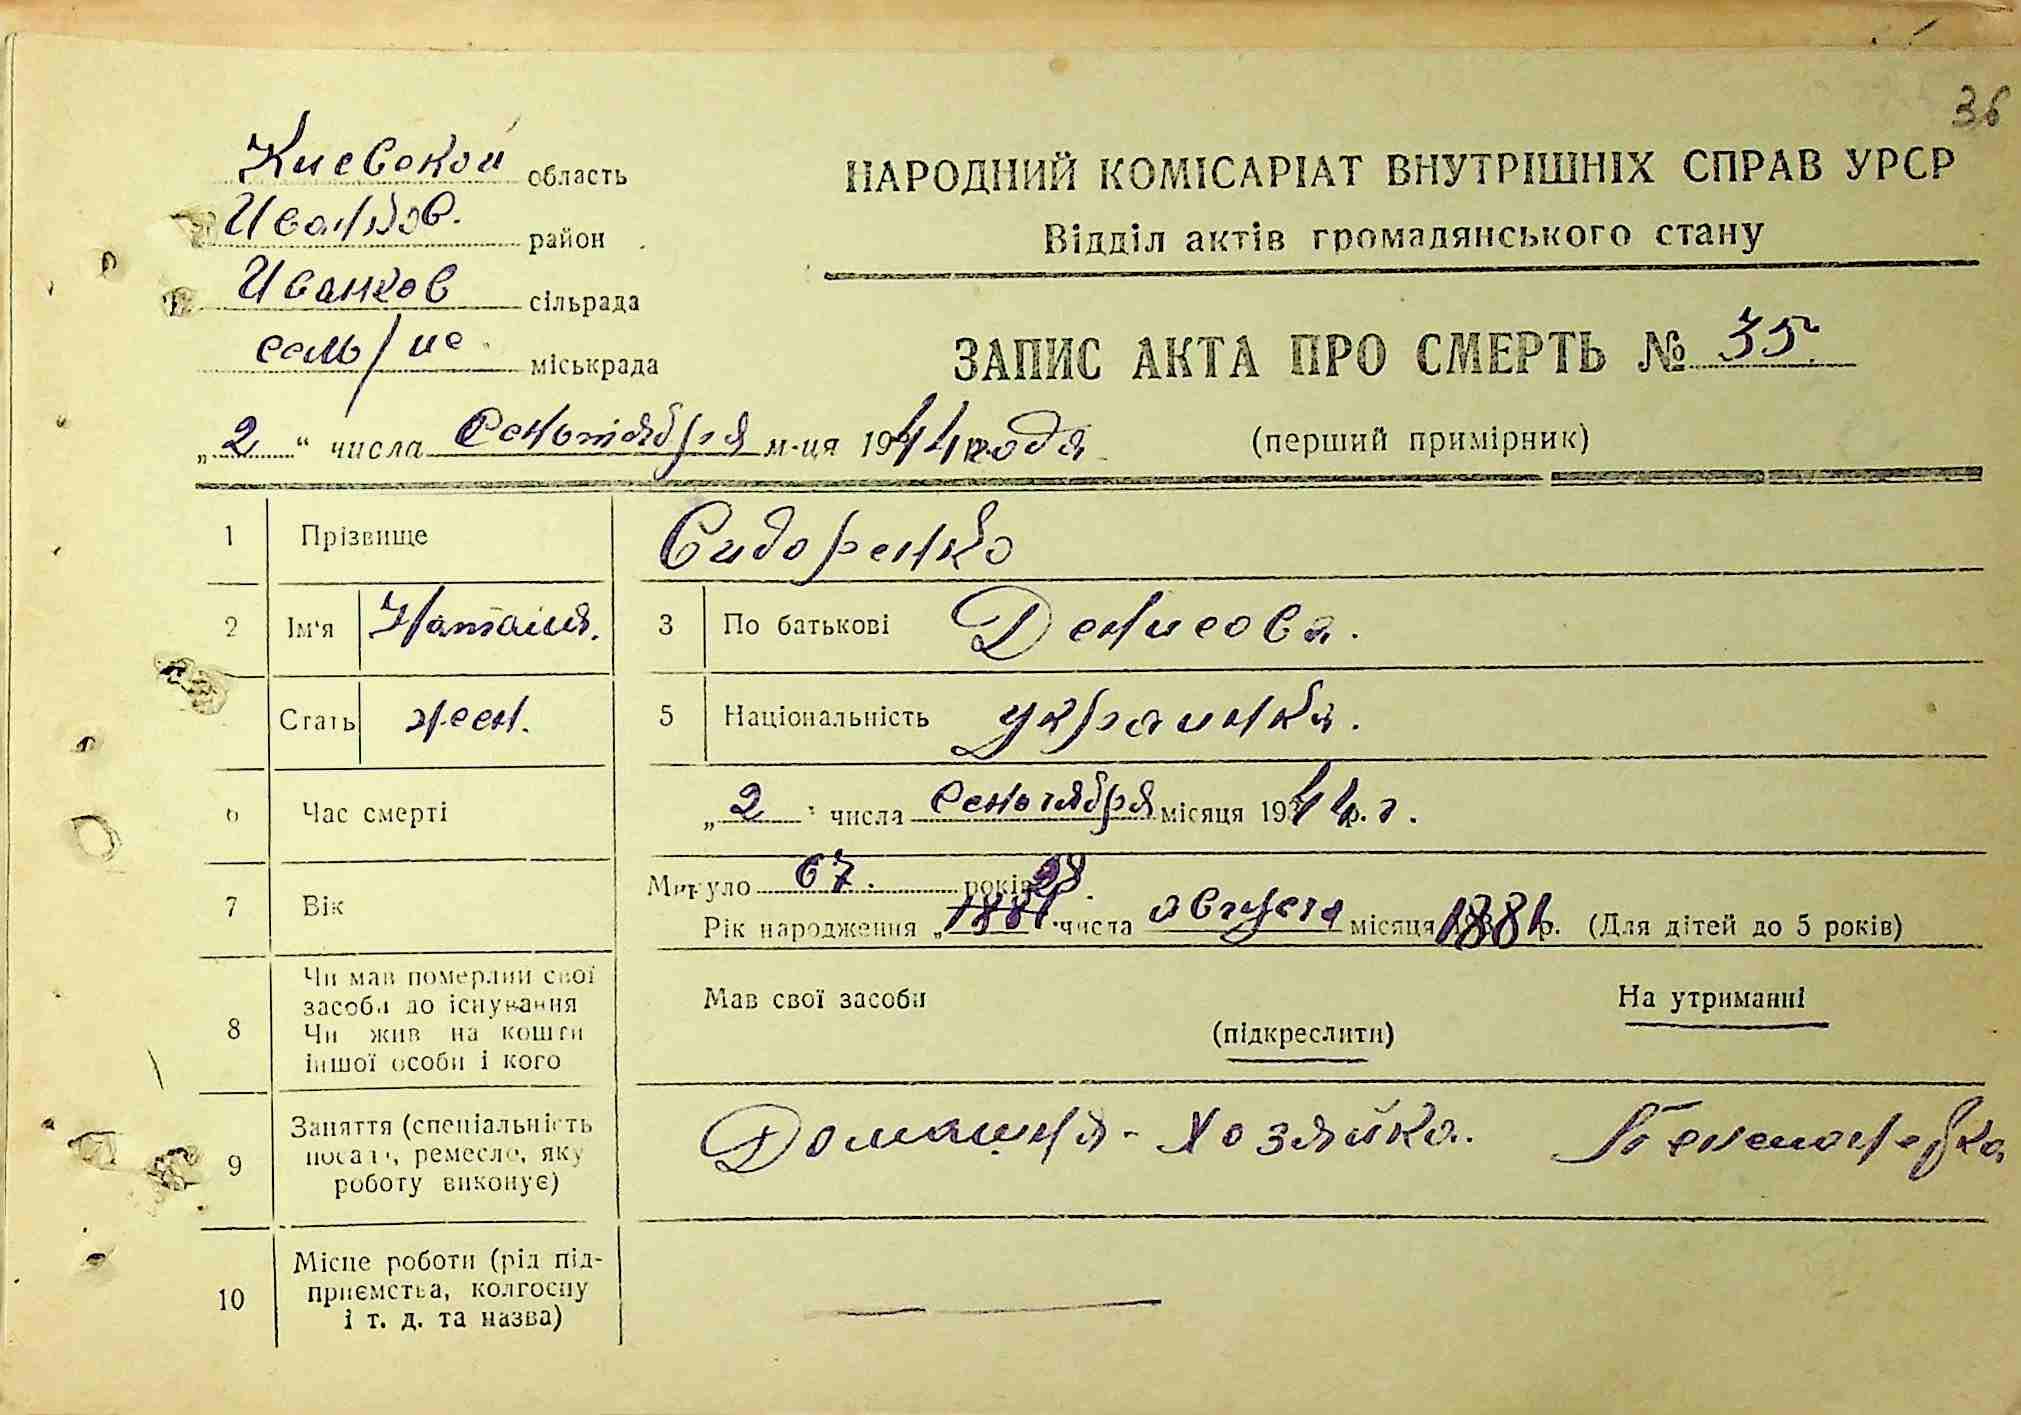 36
Киевской область
Иванков. район
Иванков сільрада
сель/ис міськрада
НАРОДНИЙ КОМІСАРІАТ ВНУТРІШНІХ СПРАВ УРСР
Відділ актів громадянського стану
ЗАПИС АКТА ПРО СМЕРТЬ № 35.
„2“ числа Сентября м-ця 1944 года
(перший примірник)
1 Прізвище Сидоренко
2 Ім'я Наталия. 3 По батькові Денисова.
Стать жен. 5 Національність украинка.
6 Час смерті „2“ числа Сентября місяця 1944 р. г.
7 Вік Минуло 67. років 28.
Рік народження „1881“ числа августа місяця 1881 р. (Для дітей до 5 років)
8 Чи мав померлий свої
засоби до існування
Чи жив на кошти
іншої особи і кого
Мав свої засоби
(підкреслити)
На утриманні
9 Заняття (спеціальність
посада, ремесло, яку
роботу виконує)
Домашняя-Хозяйка.
10 Місце роботи (рід під-
приємства, колгоспу
і т. д. та назва)